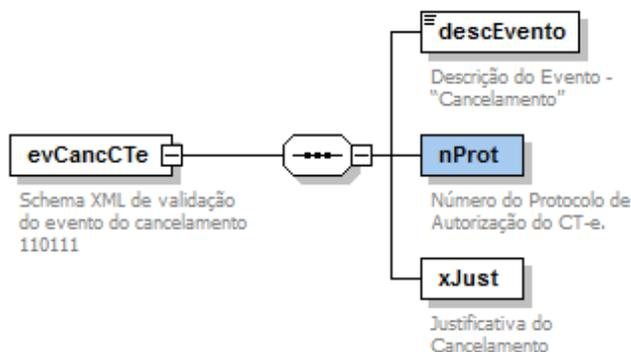 descEvento
Descrição do Evento -
"Cancelamento"
evCancCTe
Schema XML de validação
do evento do cancelamento
110111
nProt
Número do Protocolo de
Autorização do CT-e.
xJust
Justificativa do
Cancelamento